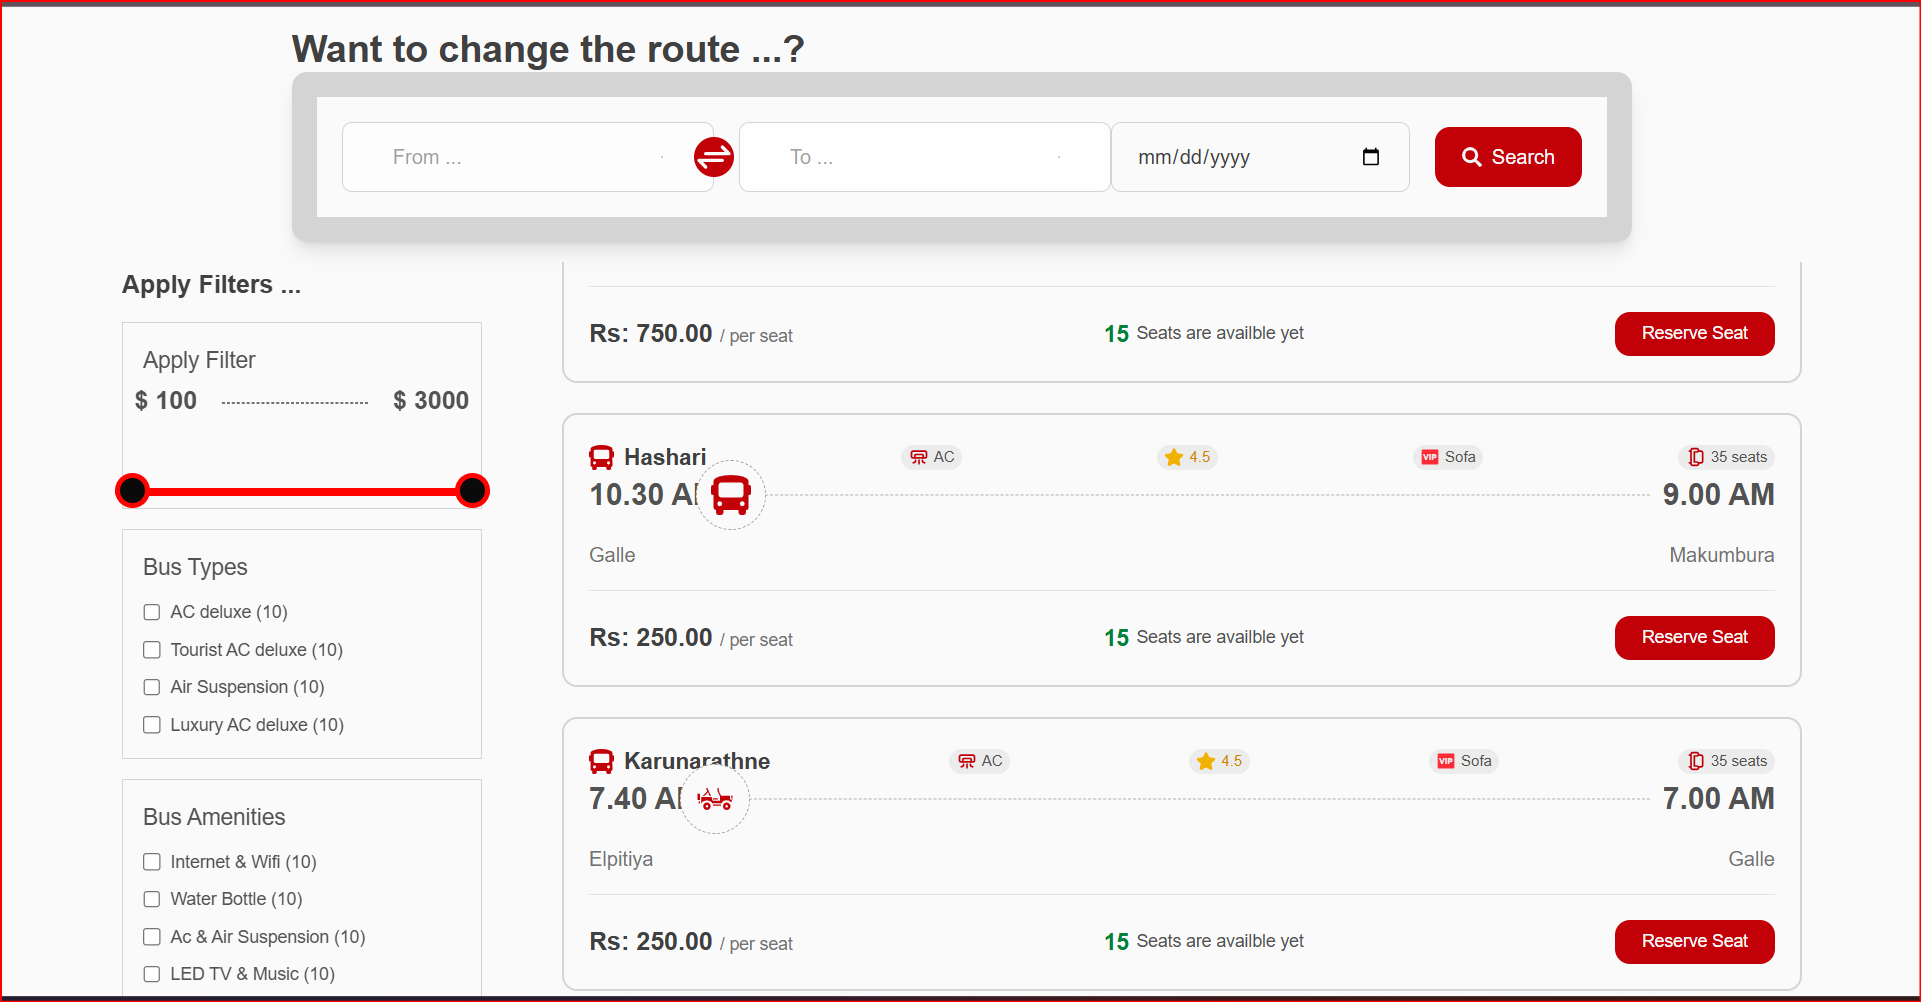 Want to change the route ...?
From ...
To ...
mm/dd/yyyy
Search
Apply Filters ...
Apply Filter
$ 100
$ 3000
Bus Types
AC deluxe (10)
Tourist AC deluxe (10)
Air Suspension (10)
Luxury AC deluxe (10)
Bus Amenities
Internet & Wifi (10)
Water Bottle (10)
Ac & Air Suspension (10)
LED TV & Music (10)
Rs: 750.00 / per seat
15 Seats are availble yet
Reserve Seat
Hashari
AC
4.5
VIP Sofa
35 seats
10.30 A
9.00 AM
Galle
Makumbura
Rs: 250.00 / per seat
15 Seats are availble yet
Reserve Seat
Karunarathne
AC
4.5
VIP Sofa
35 seats
7.40 A
7.00 AM
Elpitiya
Galle
Rs: 250.00 / per seat
15 Seats are availble yet
Reserve Seat